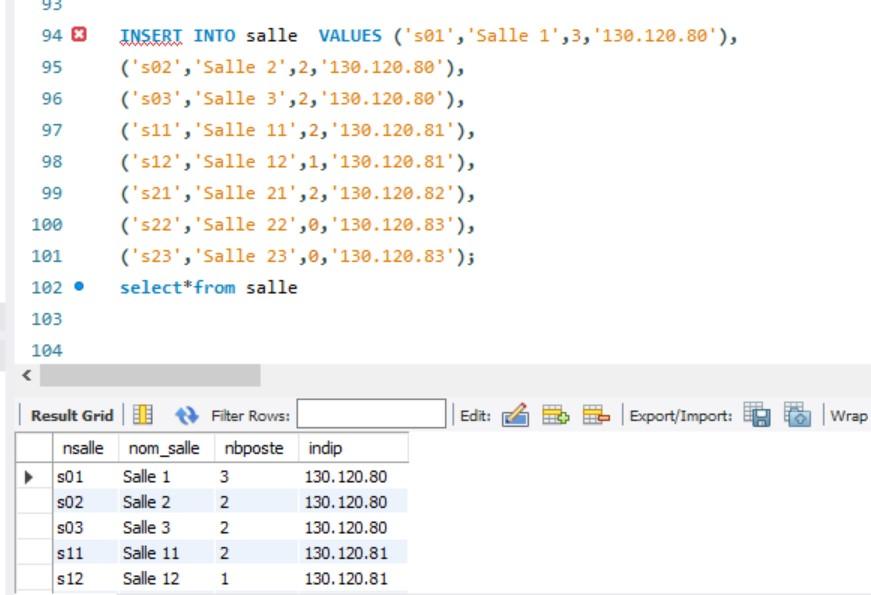 93
94 INSERT INTO salle  VALUES ('s01','Salle 1',3,'130.120.80'),
95 ('s02','Salle 2',2,'130.120.80'),
96 ('s03','Salle 3',2,'130.120.80'),
97 ('s11','Salle 11',2,'130.120.81'),
98 ('s12','Salle 12',1,'130.120.81'),
99 ('s21','Salle 21',2,'130.120.82'),
100 ('s22','Salle 22',0,'130.120.83'),
101 ('s23','Salle 23',0,'130.120.83');
102 select*from salle
103
104
Result Grid Filter Rows: Edit: Export/Import: Wrap
nsalle nom_salle nbposte indip
s01 Salle 1 3 130.120.80
s02 Salle 2 2 130.120.80
s03 Salle 3 2 130.120.80
s11 Salle 11 2 130.120.81
s12 Salle 12 1 130.120.81